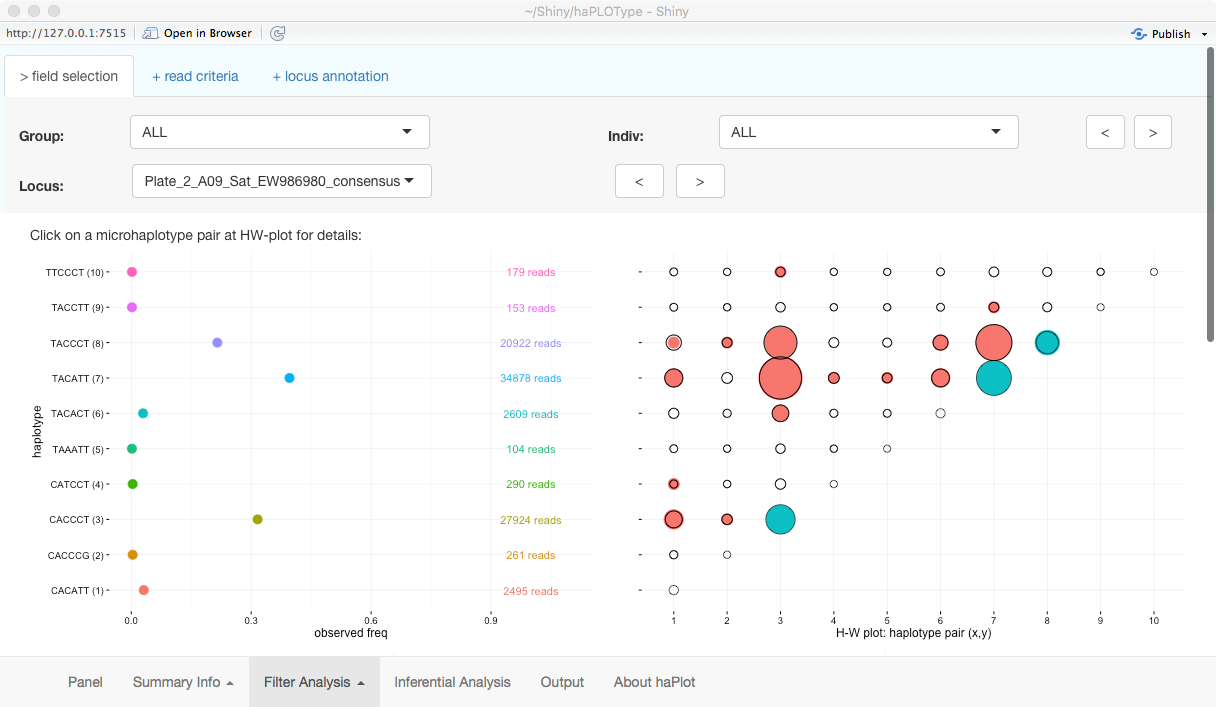 ~/Shiny/haPLOType - Shiny
http://127.0.0.1:7515 Open in Browser Publish
> field selection + read criteria + locus annotation
Group: ALL Indiv: ALL < >
Locus: Plate_2_A09_Sat_EW986980_consensus < >
Click on a microhaplotype pair at HW-plot for details:
TTCCCT (10) 179 reads
TACCTT (9) 153 reads
TACCCT (8) 20922 reads
TACATT (7) 34878 reads
TACACT (6) 2609 reads
TAAATT (5) 104 reads
CATCCT (4) 290 reads
CACCCT (3) 27924 reads
CACCCG (2) 261 reads
CACATT (1) 2495 reads
haplotype
0.0 0.3 0.6 0.9 1 2 3 4 5 6 7 8 9 10
observed freq H-W plot: haplotype pair (x,y)
Panel Summary Info Filter Analysis Inferential Analysis Output About haPlot